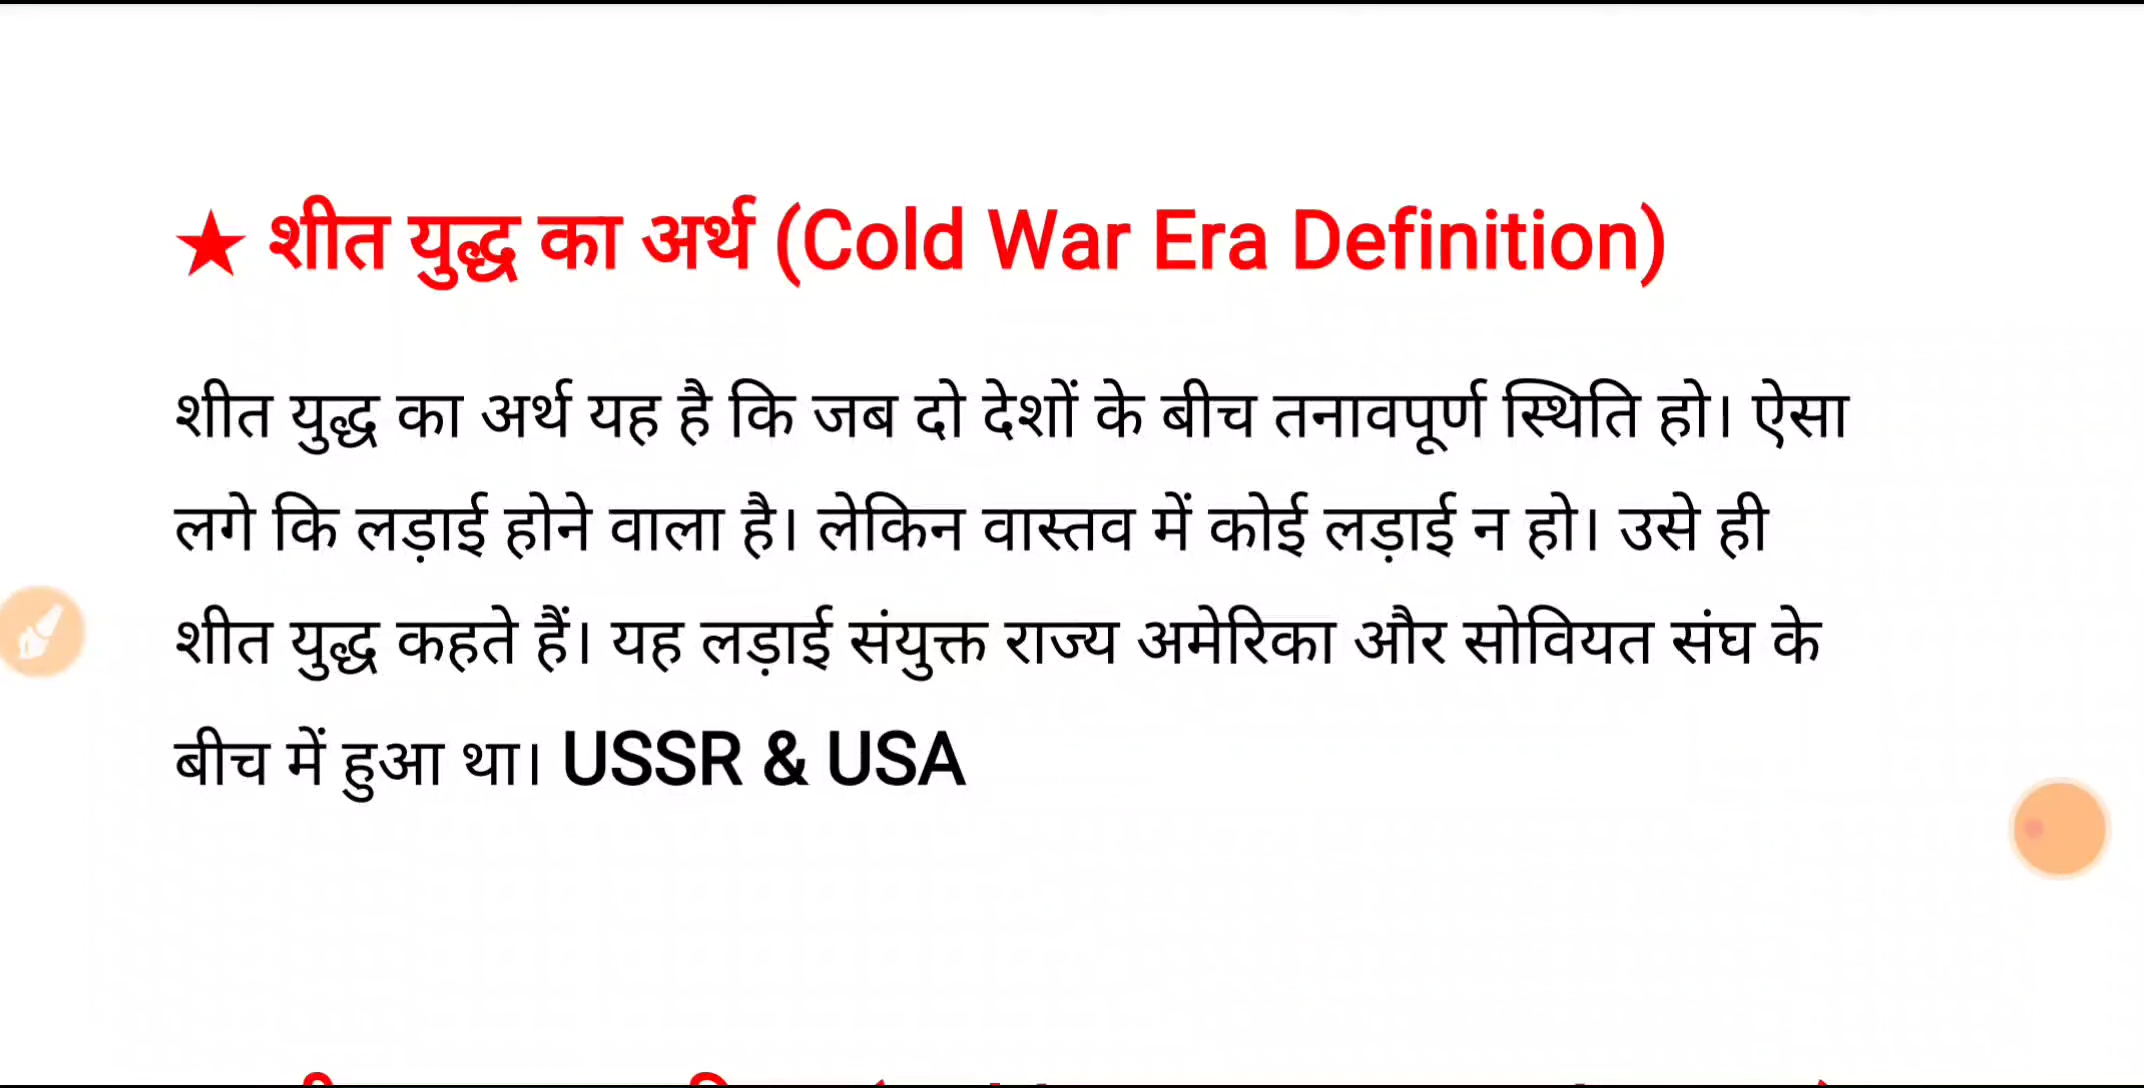 ★ शीत युद्ध का अर्थ (Cold War Era Definition)
शीत युद्ध का अर्थ यह है कि जब दो देशों के बीच तनावपूर्ण स्थिति हो। ऐसा
लगे कि लड़ाई होने वाला है। लेकिन वास्तव में कोई लड़ाई न हो। उसे ही
शीत युद्ध कहते हैं। यह लड़ाई संयुक्त राज्य अमेरिका और सोवियत संघ के
बीच में हुआ था। USSR & USA